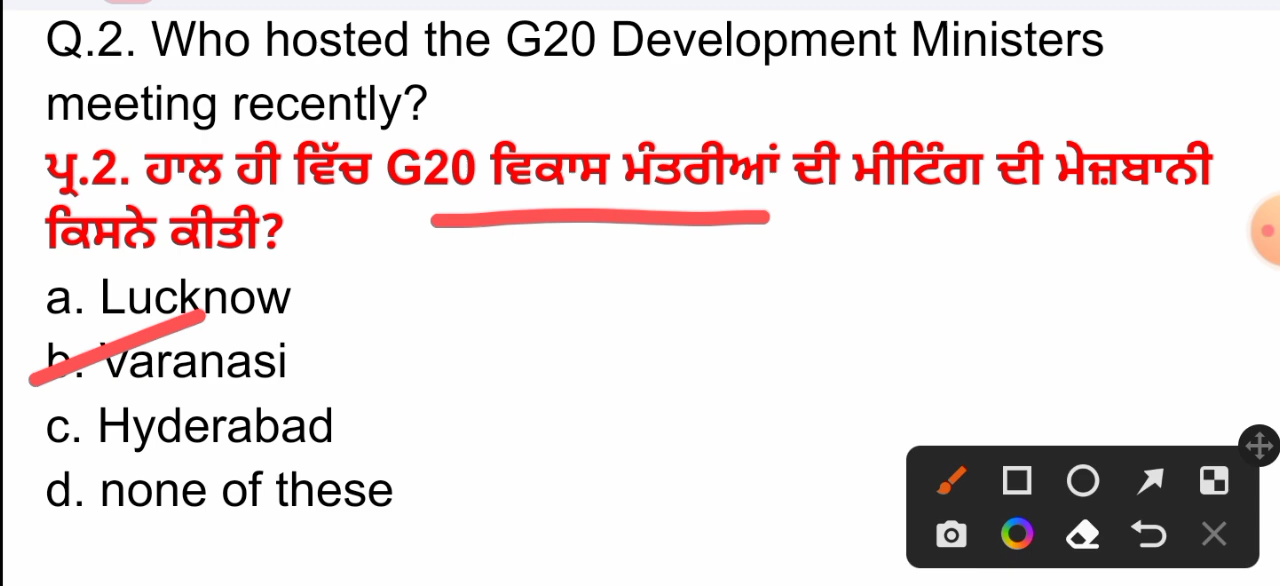 Q.2. Who hosted the G20 Development Ministers
meeting recently?
ਪ੍ਰ.2. ਹਾਲ ਹੀ ਵਿੱਚ G20 ਵਿਕਾਸ ਮੰਤਰੀਆਂ ਦੀ ਮੀਟਿੰਗ ਦੀ ਮੇਜ਼ਬਾਨੀ
ਕਿਸਨੇ ਕੀਤੀ?
a. Lucknow
b. Varanasi
c. Hyderabad
d. none of these